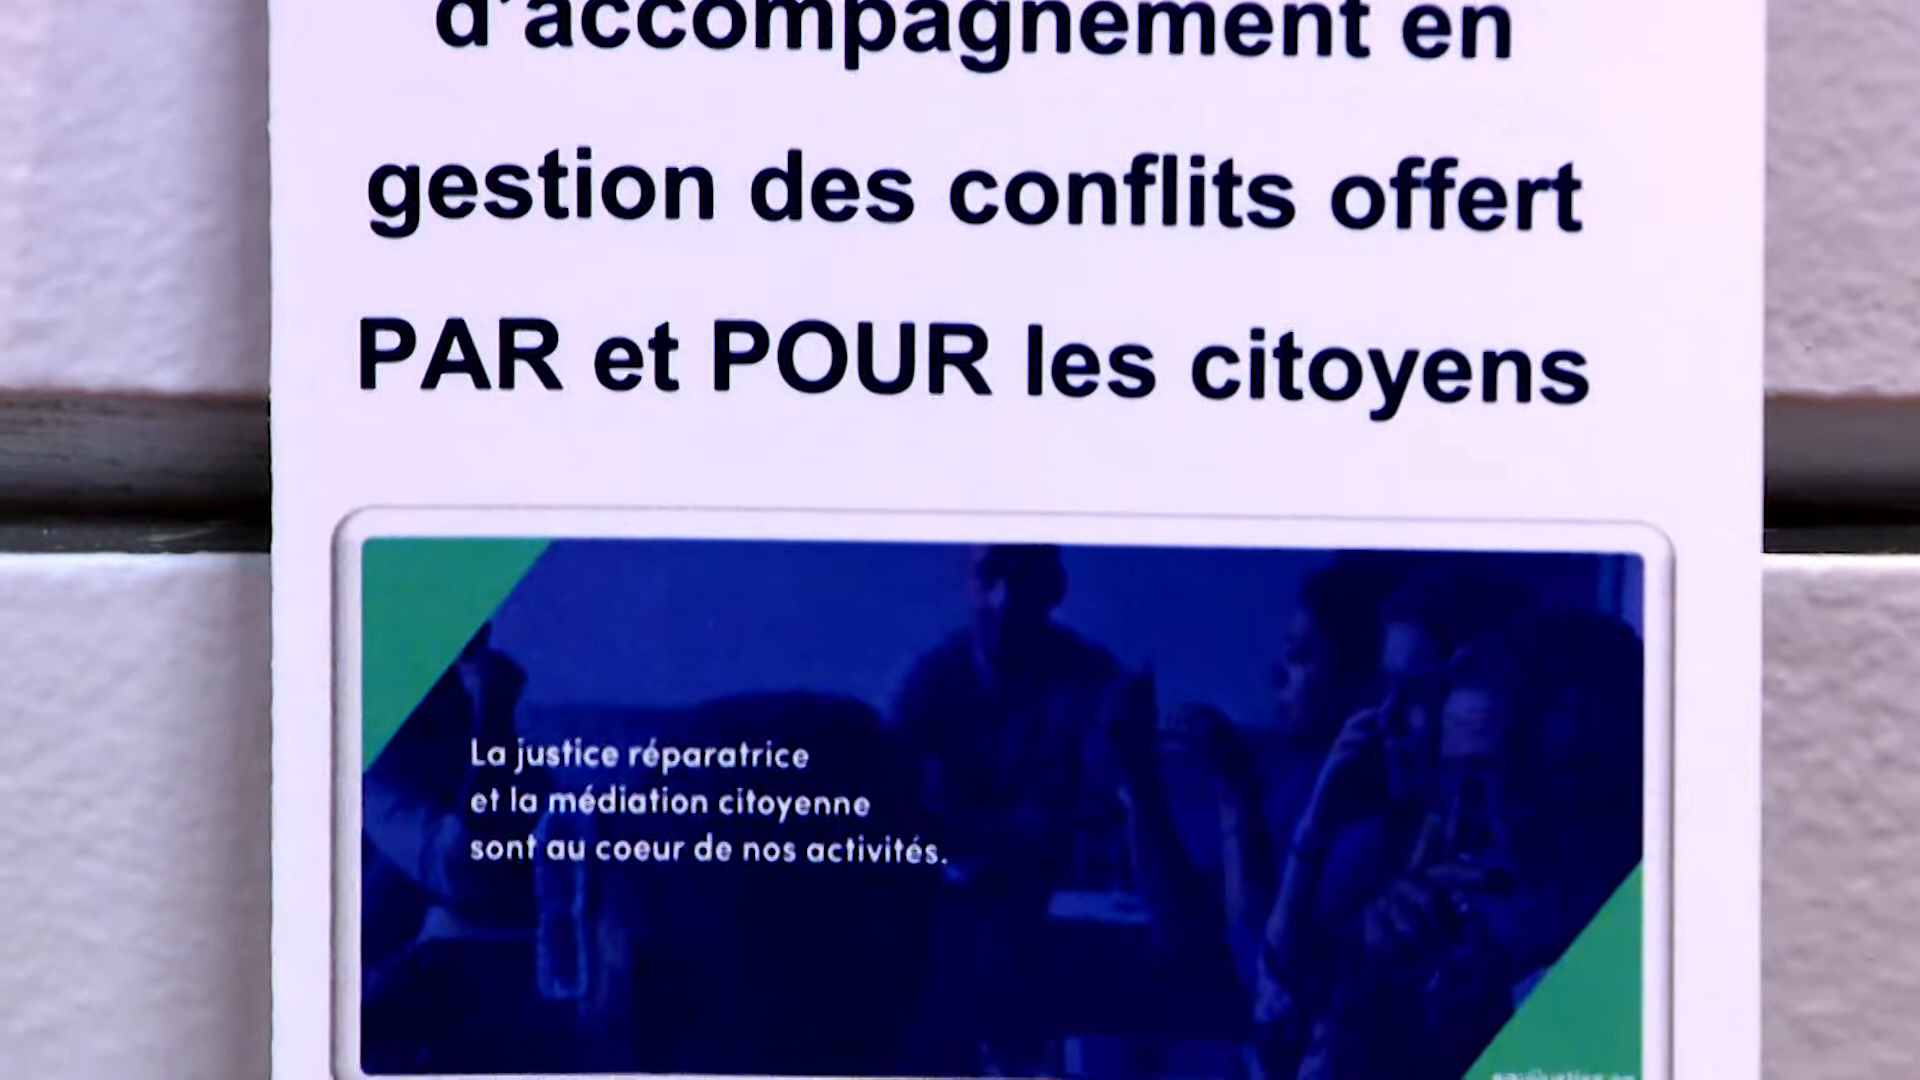 d'accompagnement en
gestion des conflits offert
PAR et POUR les citoyens
La justice réparatrice
et la médiation citoyenne
sont au coeur de nos activités.